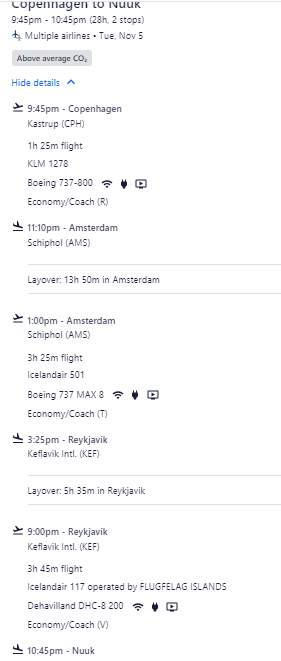 Copenhagen to Nuuk
9:45pm - 10:45pm (28h, 2 stops)
Multiple airlines • Tue, Nov 5
Above average CO₂
Hide details
9:45pm - Copenhagen
Kastrup (CPH)
1h 25m flight
KLM 1278
Boeing 737-800
Economy/Coach (R)
11:10pm - Amsterdam
Schiphol (AMS)
Layover: 13h 50m in Amsterdam
1:00pm - Amsterdam
Schiphol (AMS)
3h 25m flight
Icelandair 501
Boeing 737 MAX 8
Economy/Coach (T)
3:25pm - Reykjavik
Keflavik Intl. (KEF)
Layover: 5h 35m in Reykjavik
9:00pm - Reykjavik
Keflavik Intl. (KEF)
3h 45m flight
Icelandair 117 operated by FLUGFELAG ISLANDS
Dehavilland DHC-8 200
Economy/Coach (V)
10:45pm - Nuuk